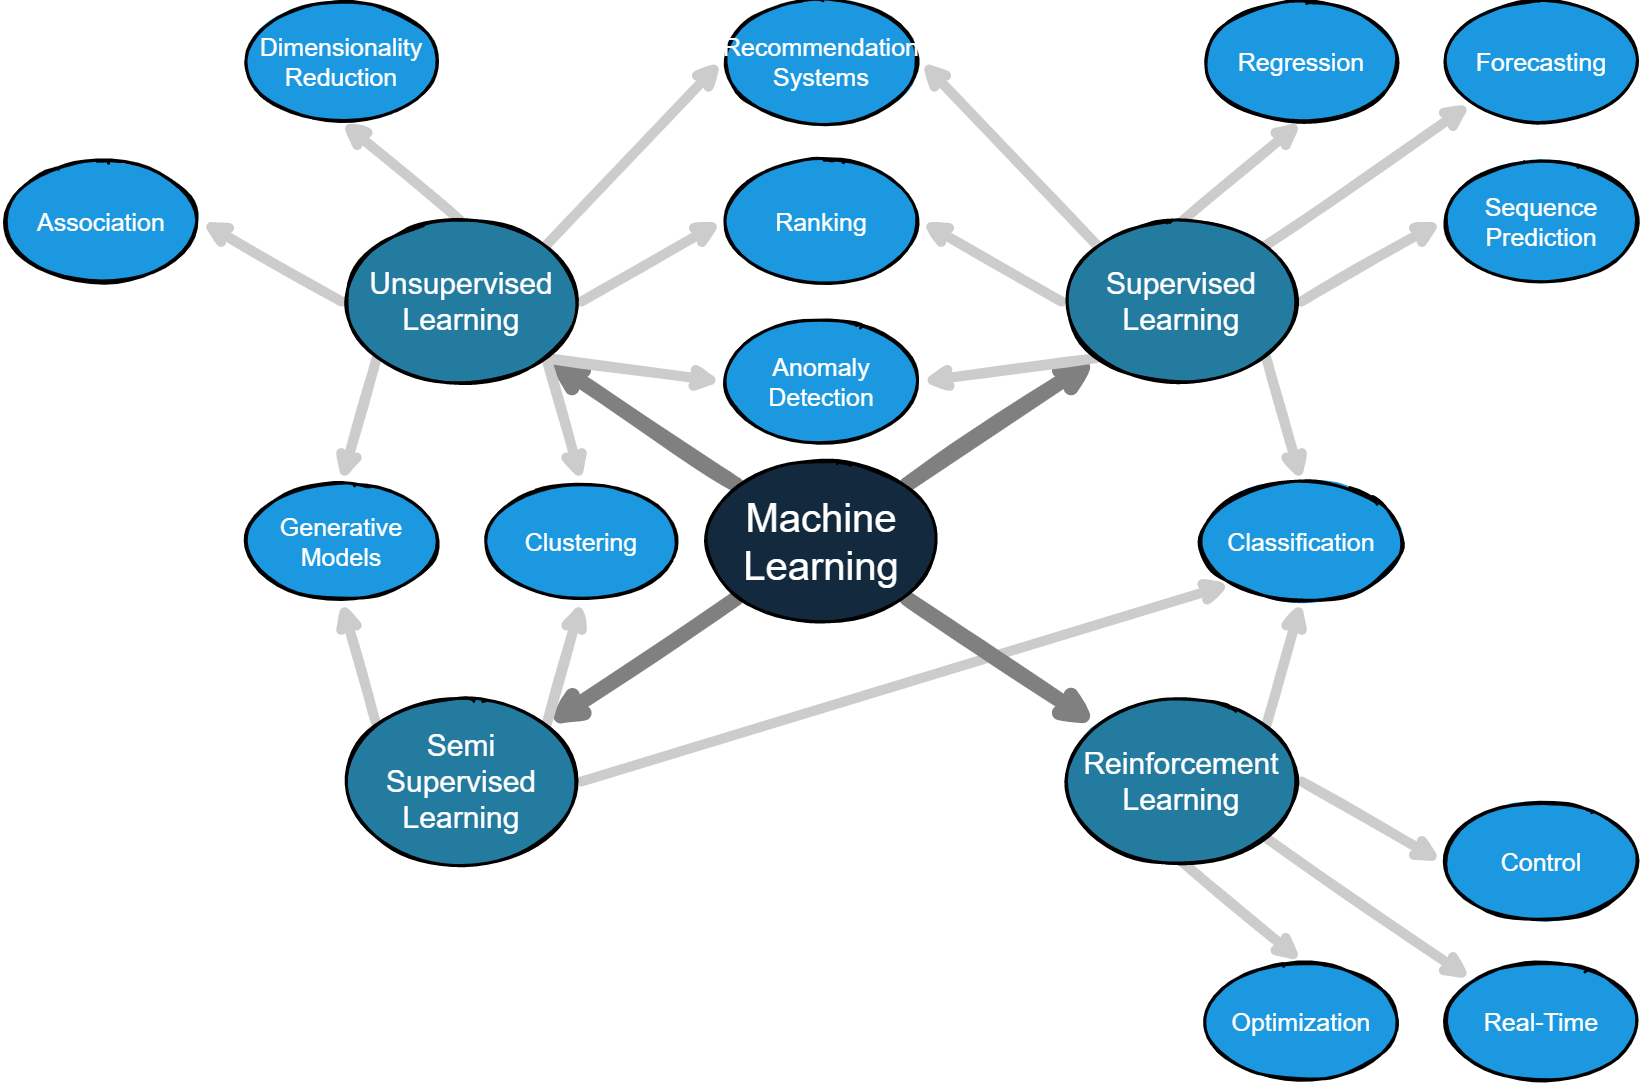 Dimensionality
Reduction
Recommendation
Systems
Regression
Forecasting
Association
Ranking
Sequence
Prediction
Unsupervised
Learning
Supervised
Learning
Anomaly
Detection
Generative
Models
Clustering
Machine
Learning
Classification
Semi
Supervised
Learning
Reinforcement
Learning
Control
Optimization
Real-Time